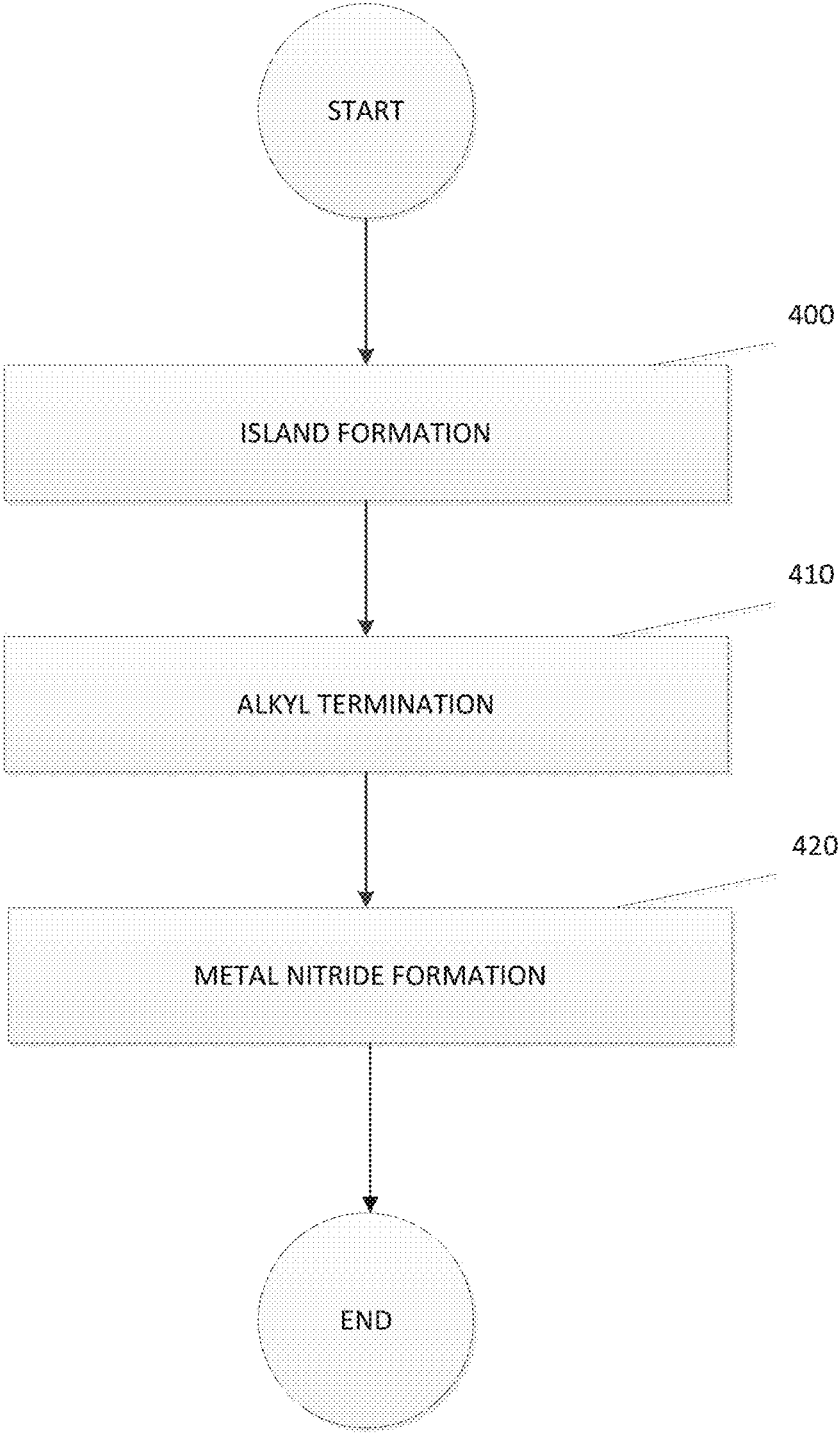 START
400
ISLAND FORMATION
410
ALKYL TERMINATION
420
METAL NITRIDE FORMATION
END